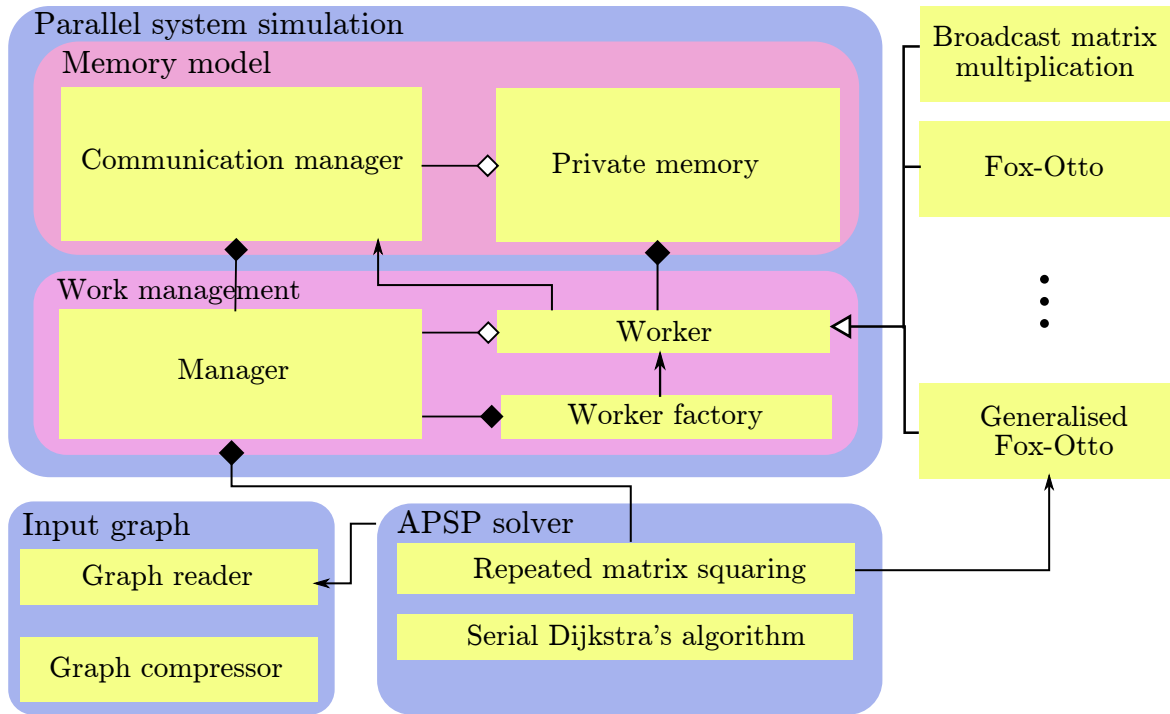 Parallel system simulation
Memory model
Communication manager
Private memory
Work management
Manager
Worker
Worker factory
Broadcast matrix
multiplication
Fox-Otto
Generalised
Fox-Otto
Input graph
Graph reader
Graph compressor
APSP solver
Repeated matrix squaring
Serial Dijkstra's algorithm